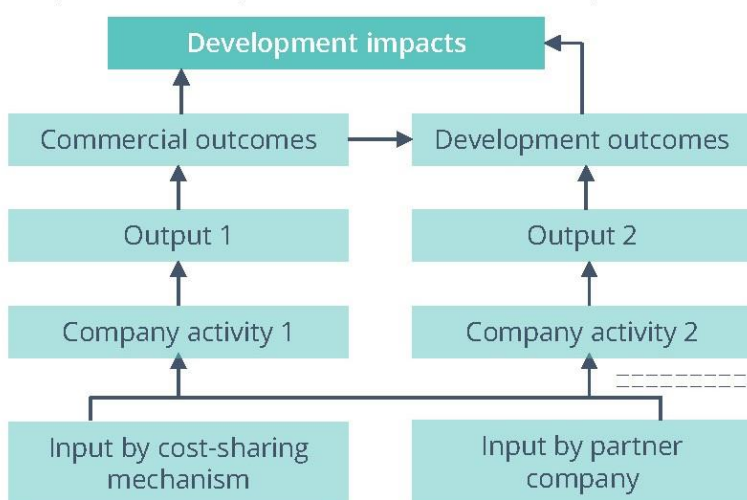 Development impacts
Commercial outcomes
Development outcomes
Output 1
Output 2
Company activity 1
Company activity 2
Input by cost-sharing
mechanism
Input by partner
company